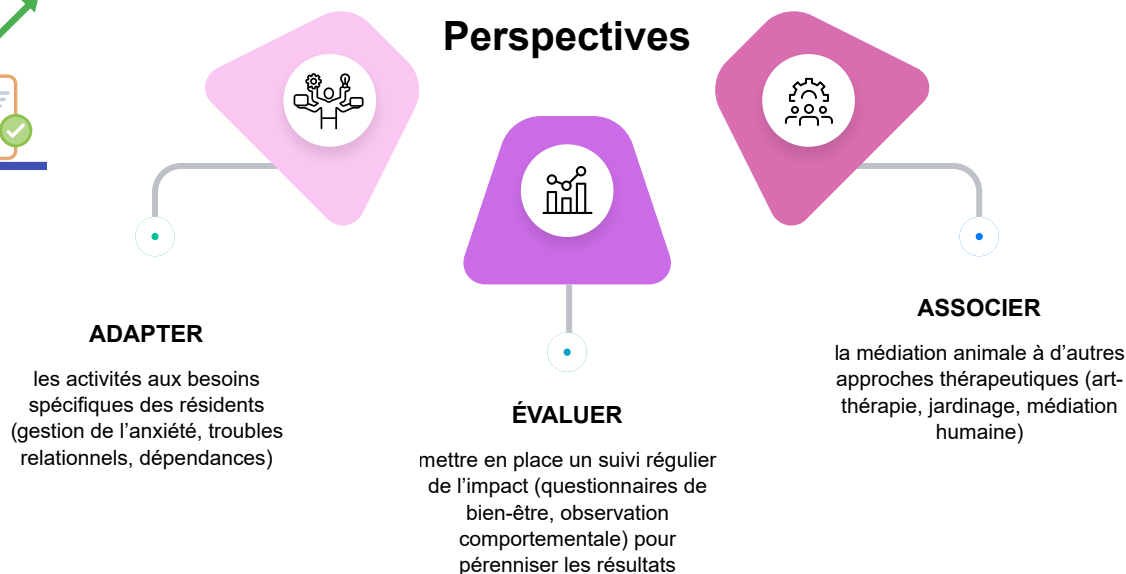 Perspectives
ADAPTER
les activités aux besoins
spécifiques des résidents
(gestion de l’anxiété, troubles
relationnels, dépendances)
ÉVALUER
mettre en place un suivi régulier
de l’impact (questionnaires de
bien-être, observation
comportementale) pour
pérenniser les résultats
ASSOCIER
la médiation animale à d’autres
approches thérapeutiques (art-
thérapie, jardinage, médiation
humaine)